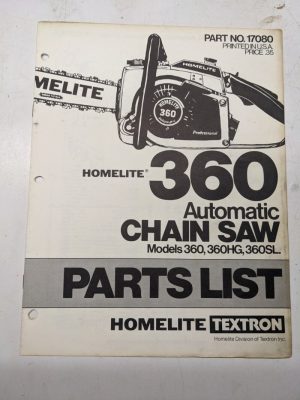 PART NO. 17080
PRINTED IN U.S.A.
PRICE 35
HOMELITE
HOMELITE
HOMELITE
360
Professional
HOMELITE® 360
Automatic
CHAIN SAW
Models 360, 360HG, 360SL.
PARTS LIST
HOMELITE TEXTRON
Homelite Division of Textron Inc.